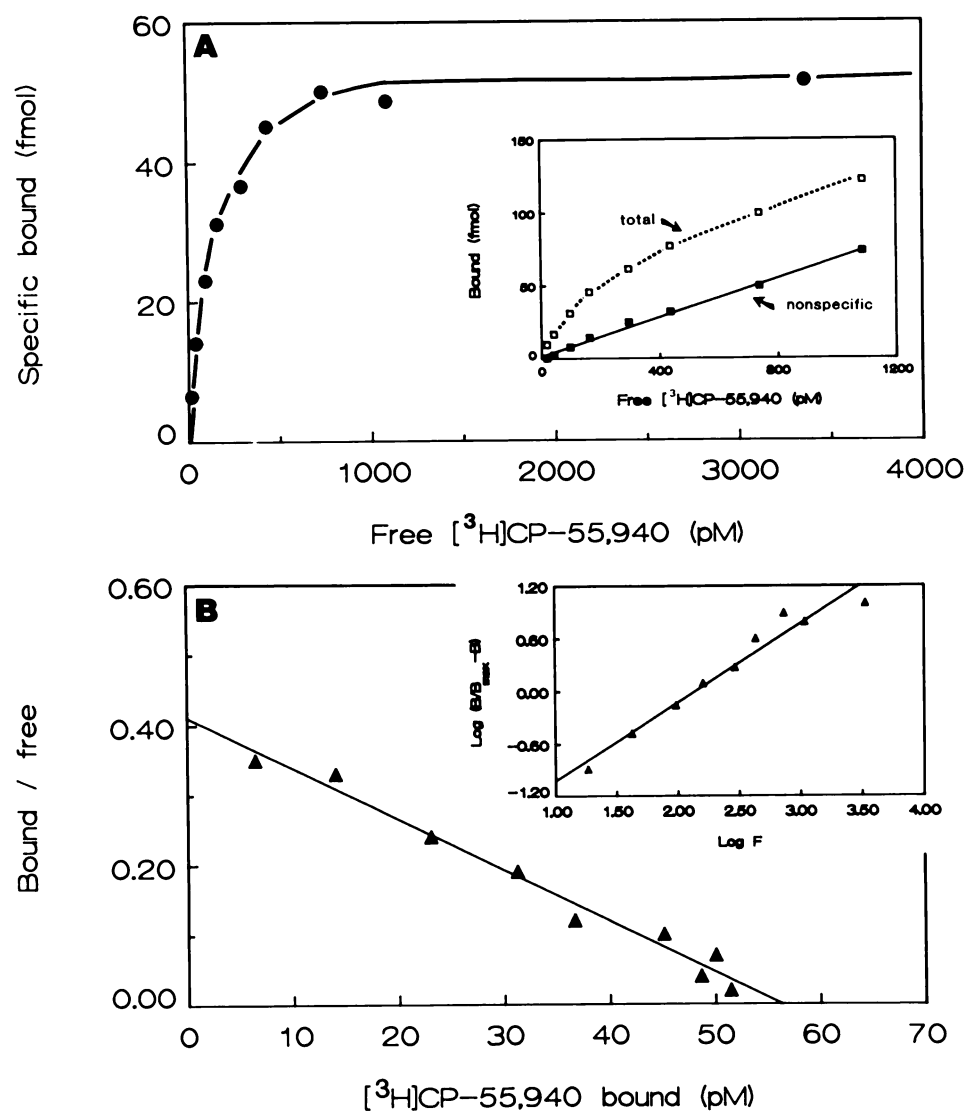 A
Specific bound (fmol)
60
40
20
0
0 1000 2000 3000 4000
Free [³H]CP-55,940 (pM)
Bound (fmol)
150
100
50
0
total
nonspecific
0 400 800 1200
Free [³H]CP-55,940 (pM)
B
Bound / free
0.60
0.40
0.20
0.00
0 10 20 30 40 50 60 70
[³H]CP-55,940 bound (pM)
Log (B/Bmax-B)
1.20
0.60
0.00
-0.60
-1.20
1.00 1.50 2.00 2.50 3.00 3.50 4.00
Log F